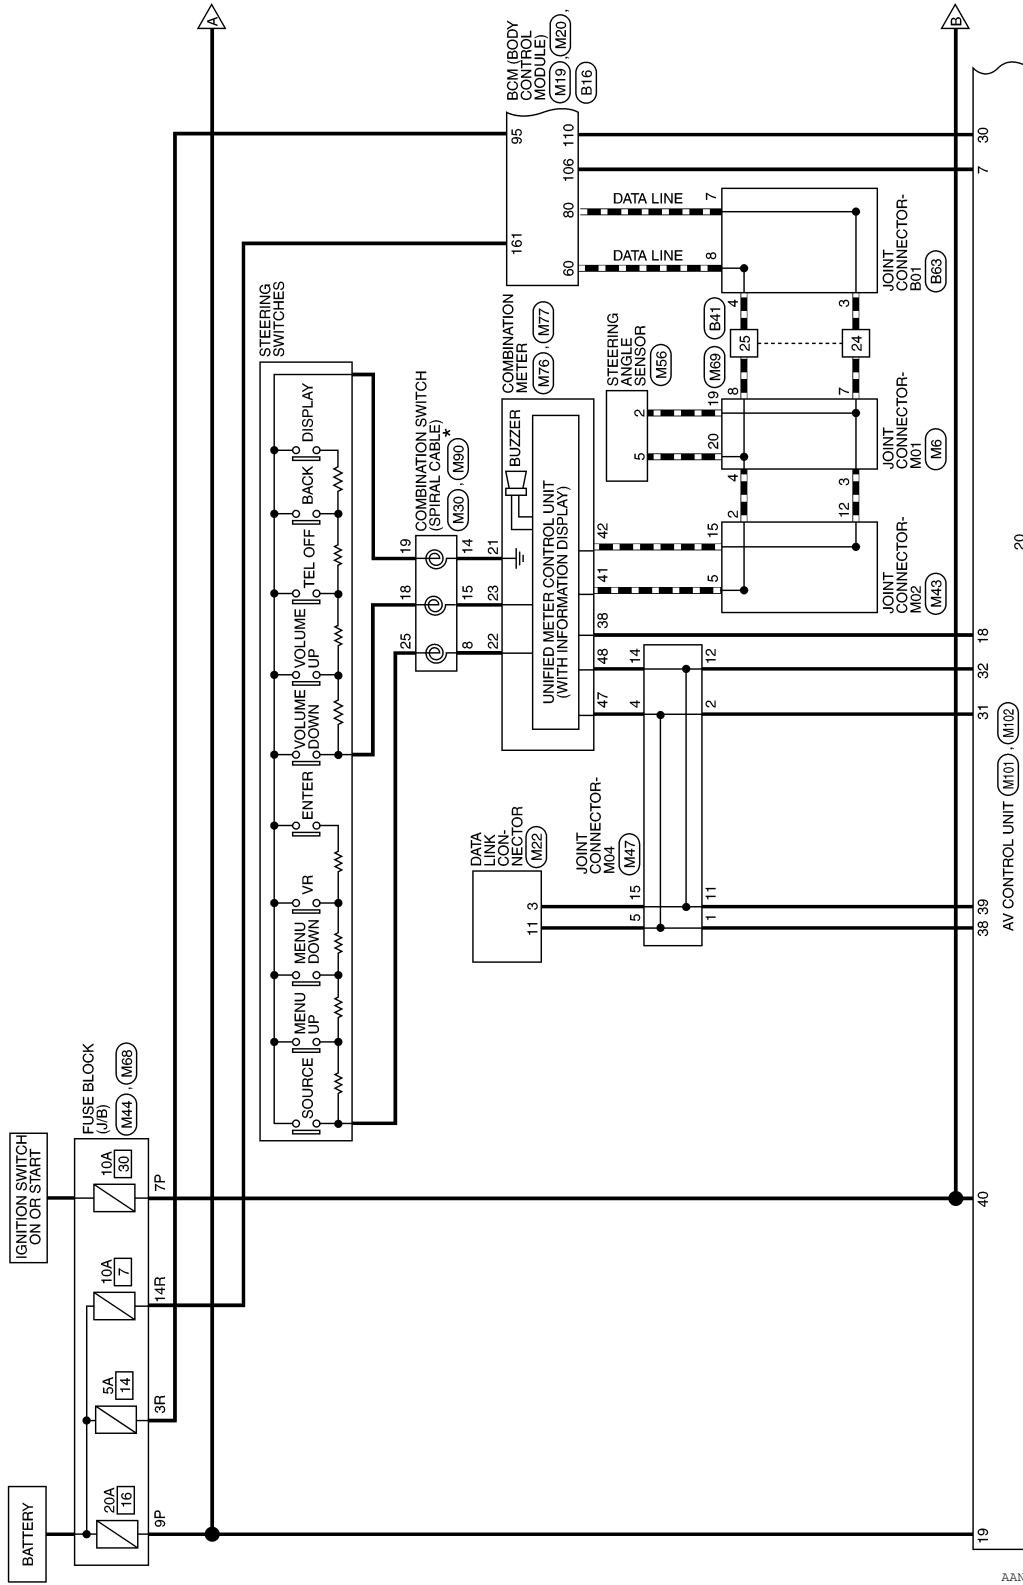 BATTERY
IGNITION SWITCH
ON OR START
FUSE BLOCK
(J/B)
M44 , M68
20A
16
5A
14
10A
7
10A
30
9P
3R
14R
7P
A
STEERING
SWITCHES
SOURCE
MENU
UP
MENU
DOWN
VR
ENTER
VOLUME
DOWN
VOLUME
UP
TEL OFF
BACK
DISPLAY
COMBINATION SWITCH
(SPIRAL CABLE) *
M30 , M90
25 18 19
8 15 14
22 23 21
COMBINATION
METER
M76 , M77
BUZZER
UNIFIED METER CONTROL UNIT
(WITH INFORMATION DISPLAY)
47 48 38 41 42
BCM (BODY
CONTROL
MODULE)
M19 , M20 ,
B16
161 95
60 80 106 110
DATA LINE
DATA LINE
8 7
JOINT
CONNECTOR-
B01
B63
4
3
B41
M69
25
24
STEERING
ANGLE
SENSOR
M56
5 2
20 19
8
7
JOINT
CONNECTOR-
M01
M6
4
3
2
12
5 15
JOINT
CONNECTOR-
M02
M43
DATA
LINK
CON-
NECTOR
M22
11 3
JOINT
CONNECTOR-
M04
M47
5 15 4 14
1 11 2 12
B
19 40 38 39 31 32 18 7 30
AV CONTROL UNIT M101 , M102
20
AAN